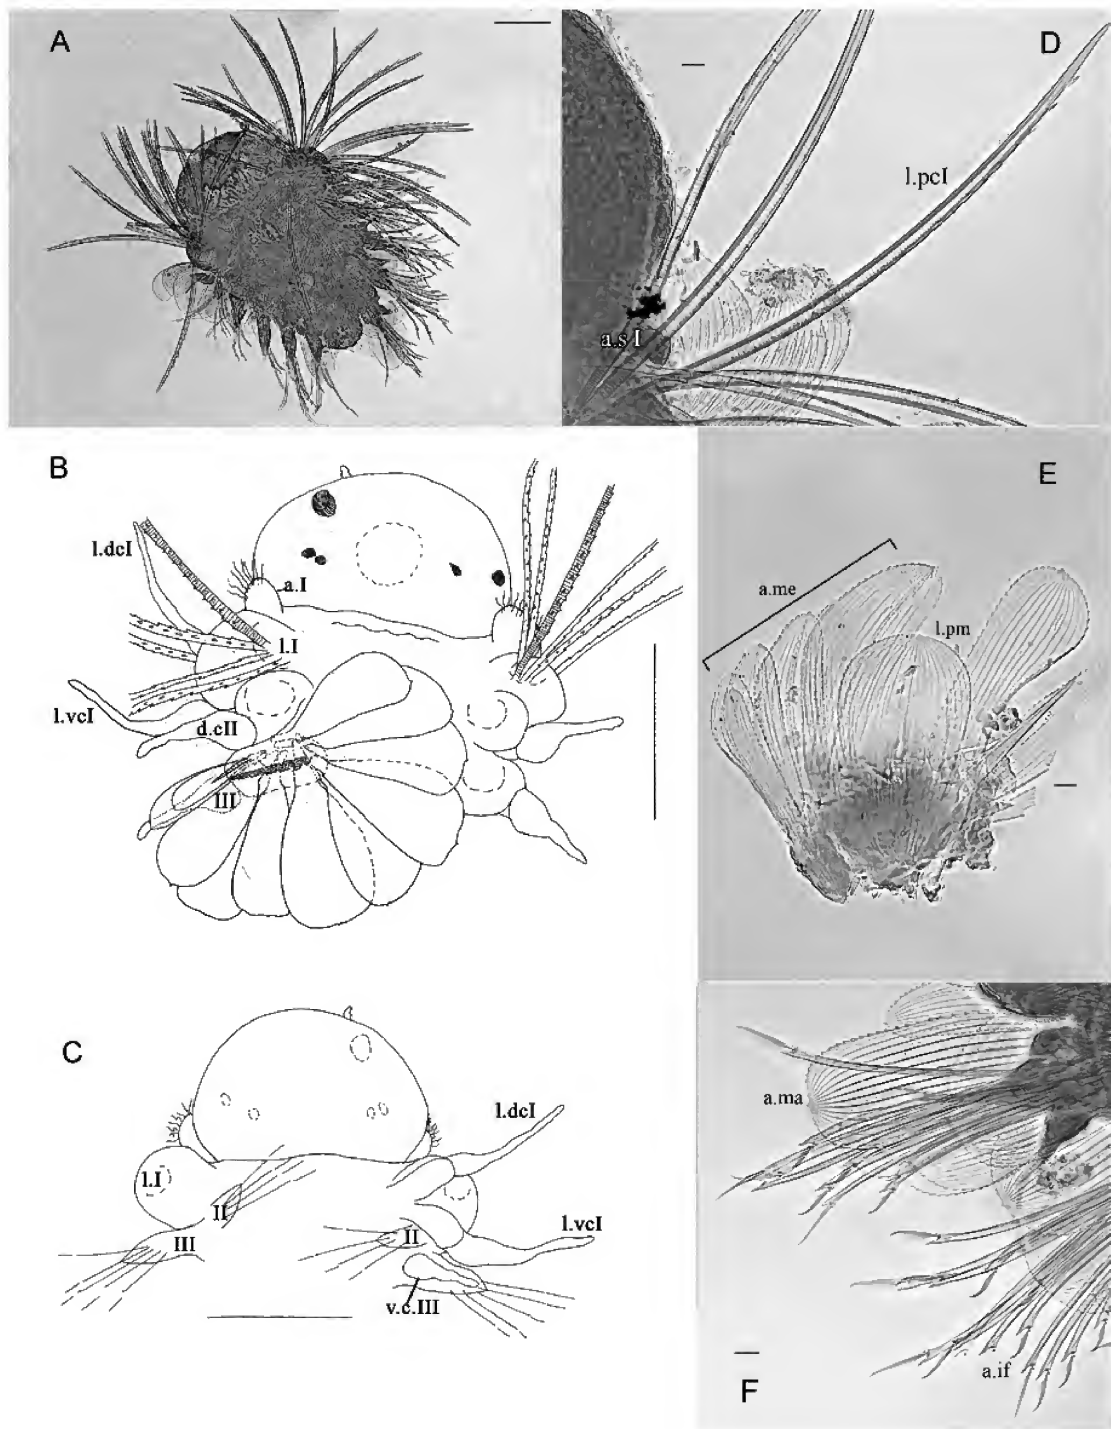 A
D
l.pcI
a.s I
B
l.dcI
a.I
l.I
l.vcI
d.cII
III
E
a.me
l.pm
C
l.dcI
l.I
II
III
II
l.vcI
v.c.III
a.ma
a.if
F